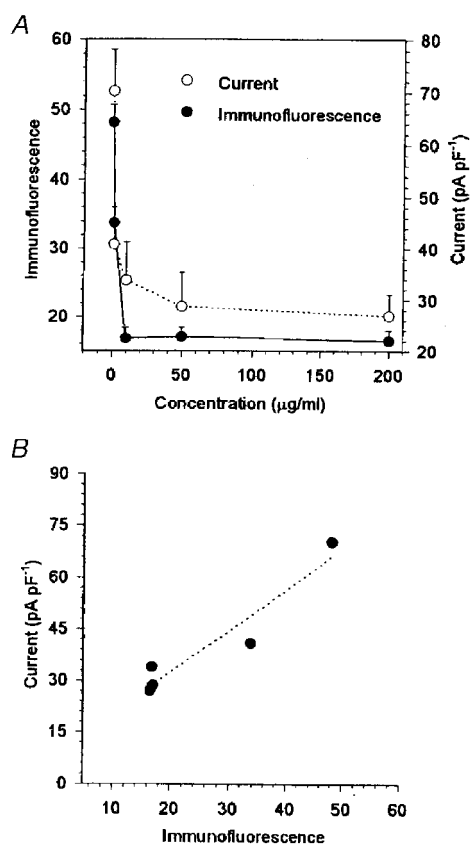 A
60
50
40
30
20
Immunofluorescence
Current
Immunofluorescence
80
70
60
50
40
30
20
Current (pA pF⁻¹)
0 50 100 150 200
Concentration (µg/ml)
B
90
75
60
45
30
15
0
Current (pA pF⁻¹)
10 20 30 40 50 60
Immunofluorescence